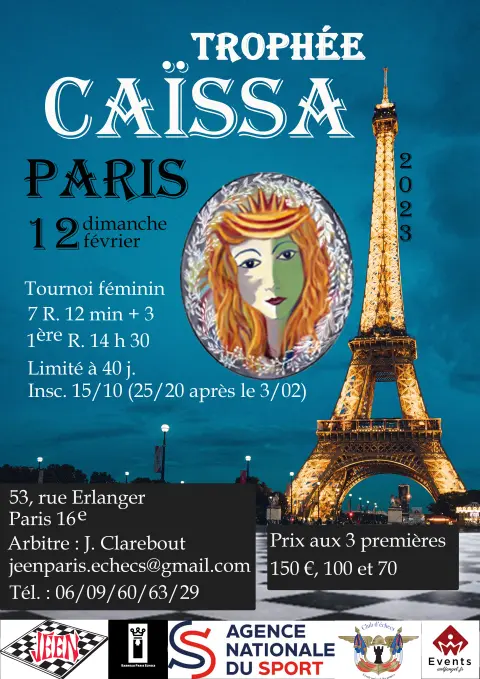 TROPHÉE
CAÏSSA
PARIS
2023
12 dimanche
février
Tournoi féminin
7 R. 12 min + 3
1ère R. 14 h 30
Limité à 40 j.
Insc. 15/10 (25/20 après le 3/02)
53, rue Erlanger
Paris 16e
Arbitre : J. Clarebout
jeenparis.echecs@gmail.com
Tél. : 06/09/60/63/29
Prix aux 3 premières
150 €, 100 et 70
JEEN
AGENCE
NATIONALE
DU SPORT
Events